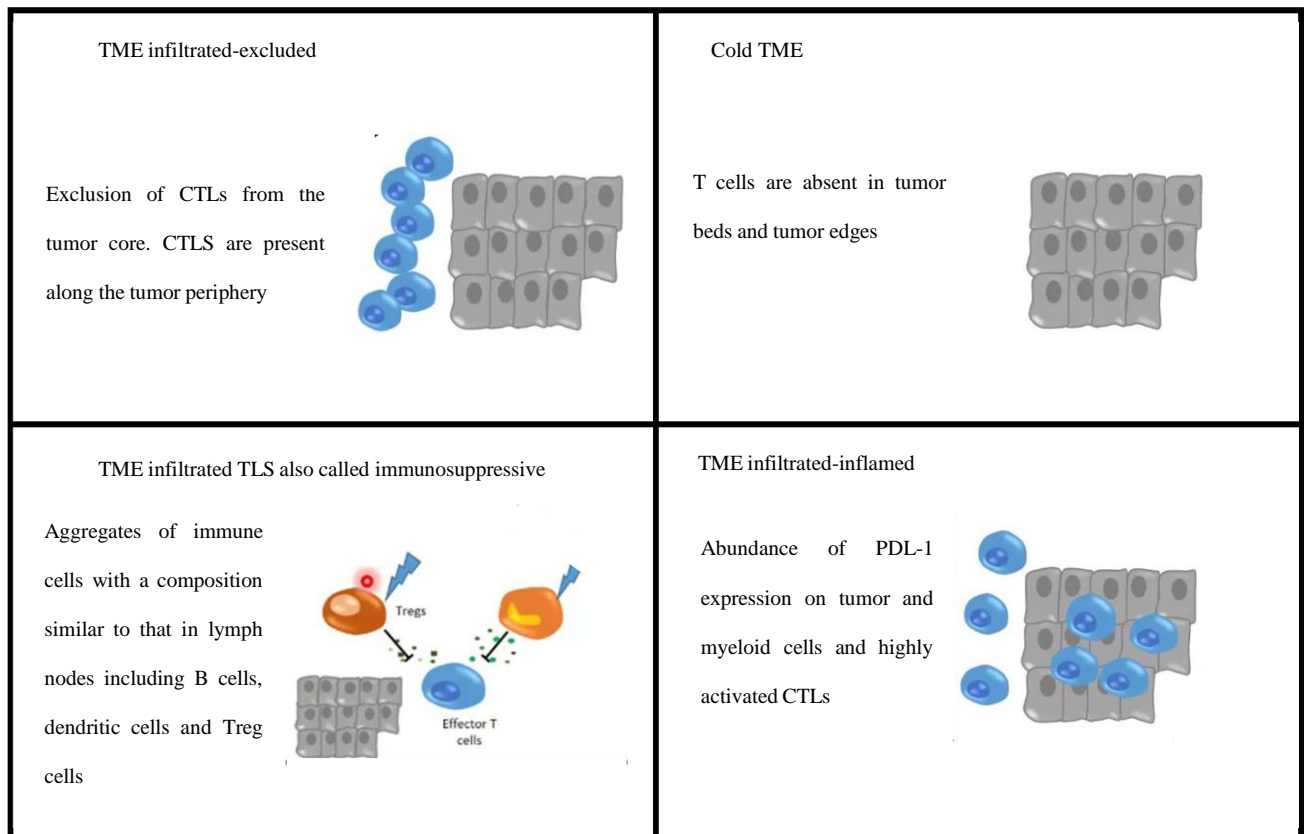 TME infiltrated-excluded
Exclusion of CTLs from the
tumor core. CTLS are present
along the tumor periphery
Cold TME
T cells are absent in tumor
beds and tumor edges
TME infiltrated TLS also called immunosuppressive
Aggregates of immune
cells with a composition
similar to that in lymph
nodes including B cells,
dendritic cells and Treg
cells
Tregs
Effector T
cells
TME infiltrated-inflamed
Abundance of PDL-1
expression on tumor and
myeloid cells and highly
activated CTLs